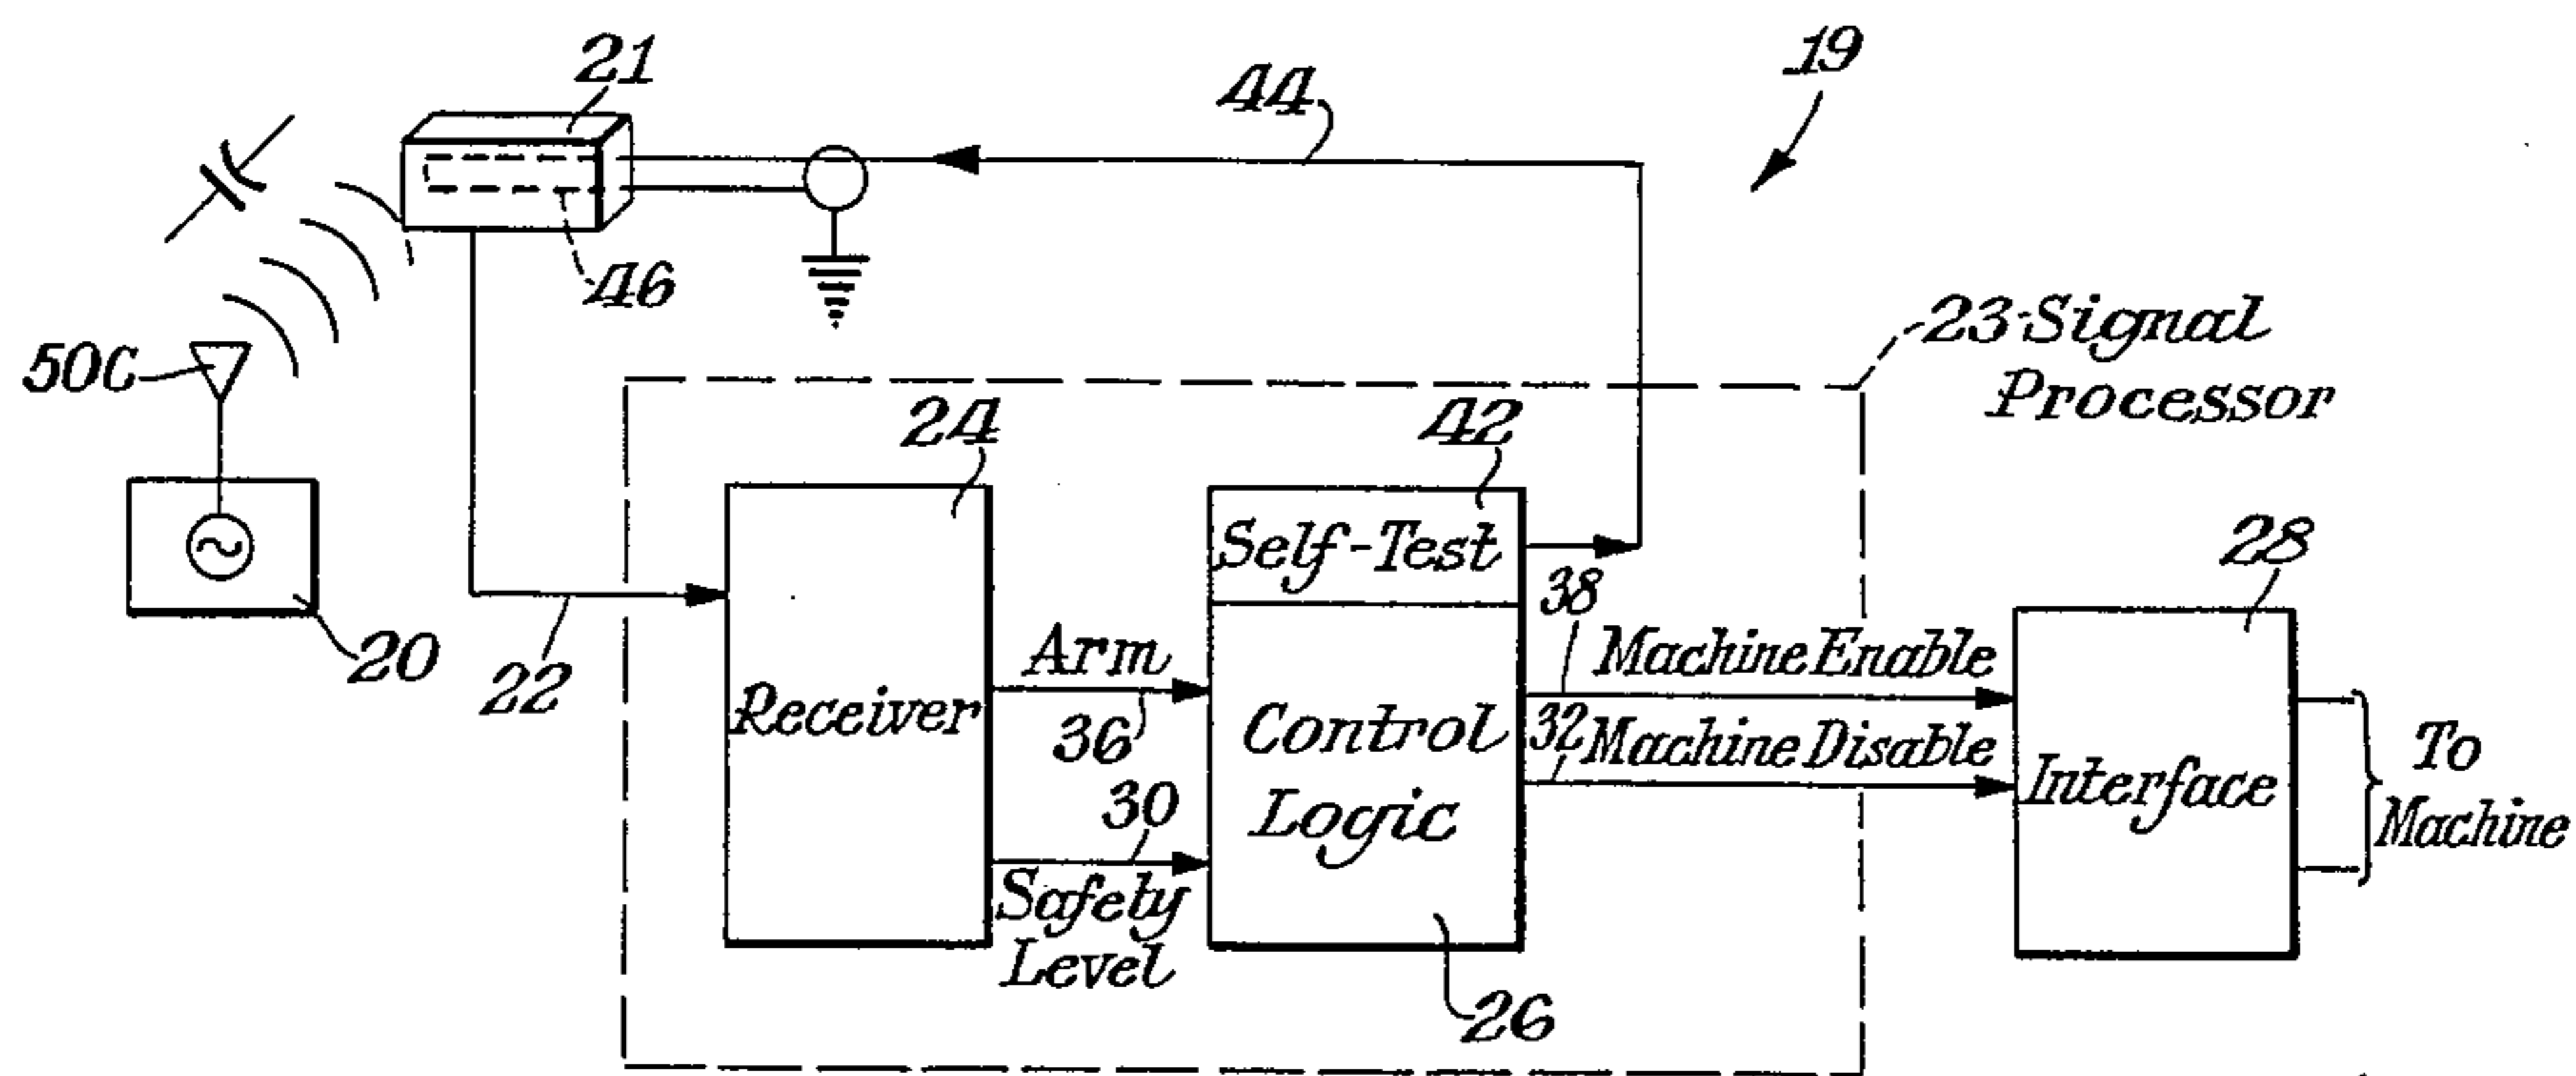 19
21
44
46
23-Signal
Processor
50C
24
42
Self-Test
28
20
22
38
Arm
Machine Enable
Receiver
36
Control
Logic
32 Machine Disable
Interface
To
Machine
30
Safety
Level
26